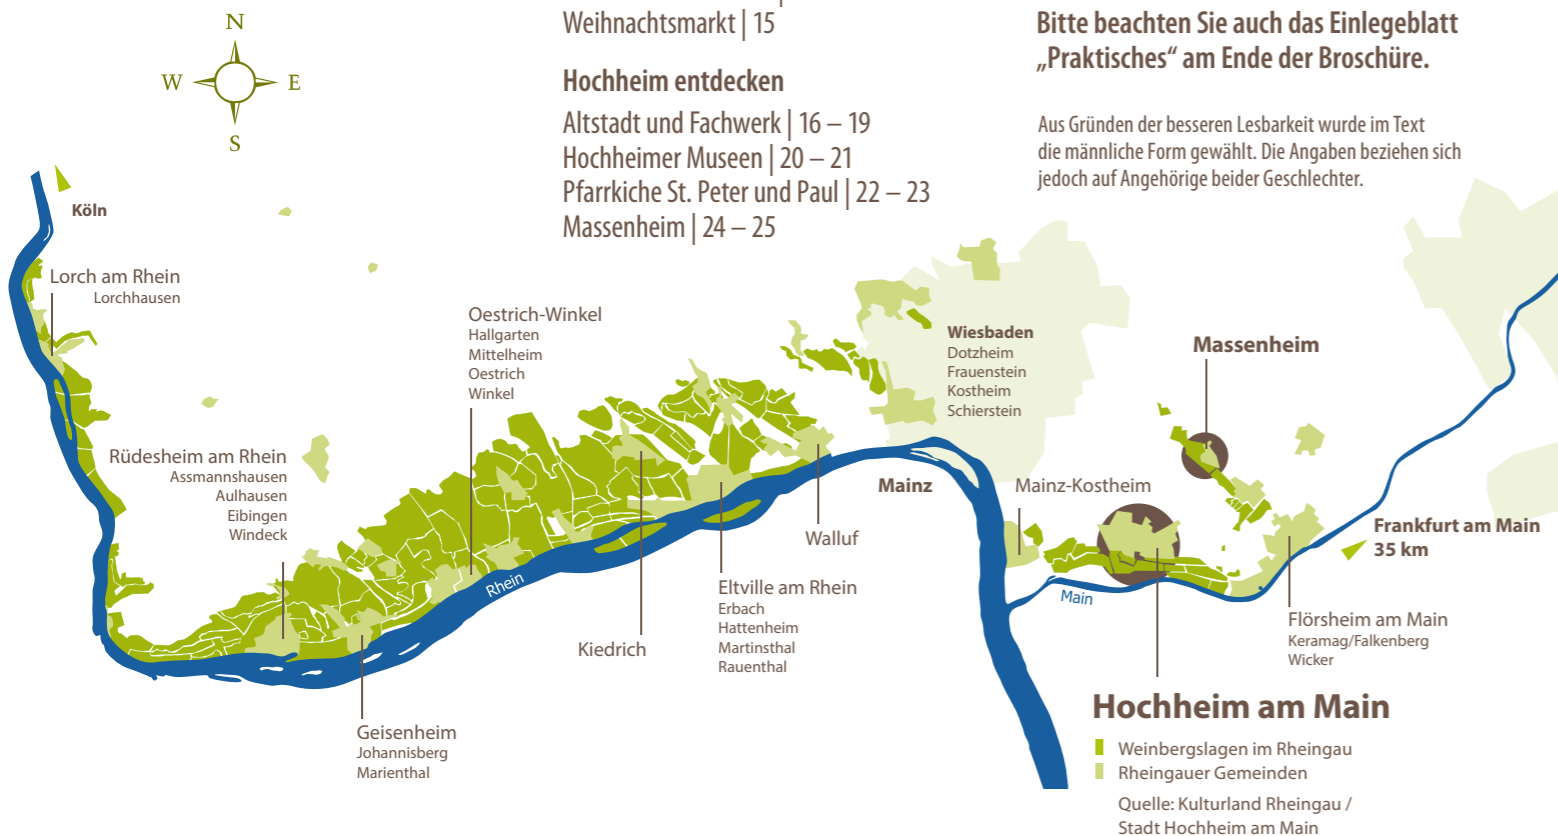 Weihnachtsmarkt | 15
Hochheim entdecken
Altstadt und Fachwerk | 16 – 19
Hochheimer Museen | 20 – 21
Pfarrkiche St. Peter und Paul | 22 – 23
Massenheim | 24 – 25
Bitte beachten Sie auch das Einlegeblatt
„Praktisches“ am Ende der Broschüre.
Aus Gründen der besseren Lesbarkeit wurde im Text
die männliche Form gewählt. Die Angaben beziehen sich
jedoch auf Angehörige beider Geschlechter.
N
W
E
S
Köln
Lorch am Rhein
Lorchhausen
Rüdesheim am Rhein
Assmannshausen
Aulhausen
Eibingen
Windeck
Oestrich-Winkel
Hallgarten
Mittelheim
Oestrich
Winkel
Geisenheim
Johannisberg
Marienthal
Rhein
Kiedrich
Eltville am Rhein
Erbach
Hattenheim
Martinsthal
Rauenthal
Walluf
Wiesbaden
Dotzheim
Frauenstein
Kostheim
Schierstein
Mainz
Mainz-Kostheim
Main
Massenheim
Frankfurt am Main
35 km
Flörsheim am Main
Keramag/Falkenberg
Wicker
Hochheim am Main
Weinbergslagen im Rheingau
Rheingauer Gemeinden
Quelle: Kulturland Rheingau /
Stadt Hochheim am Main